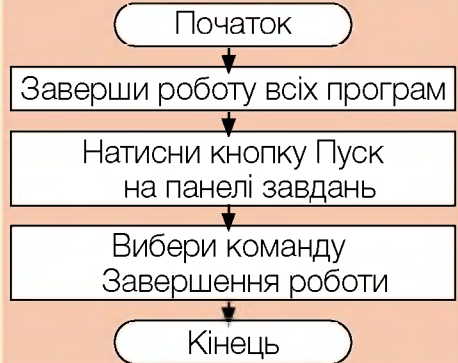 Початок
Заверши роботу всіх програм
Натисни кнопку Пуск
на панелі завдань
Вибери команду
Завершення роботи
Кінець